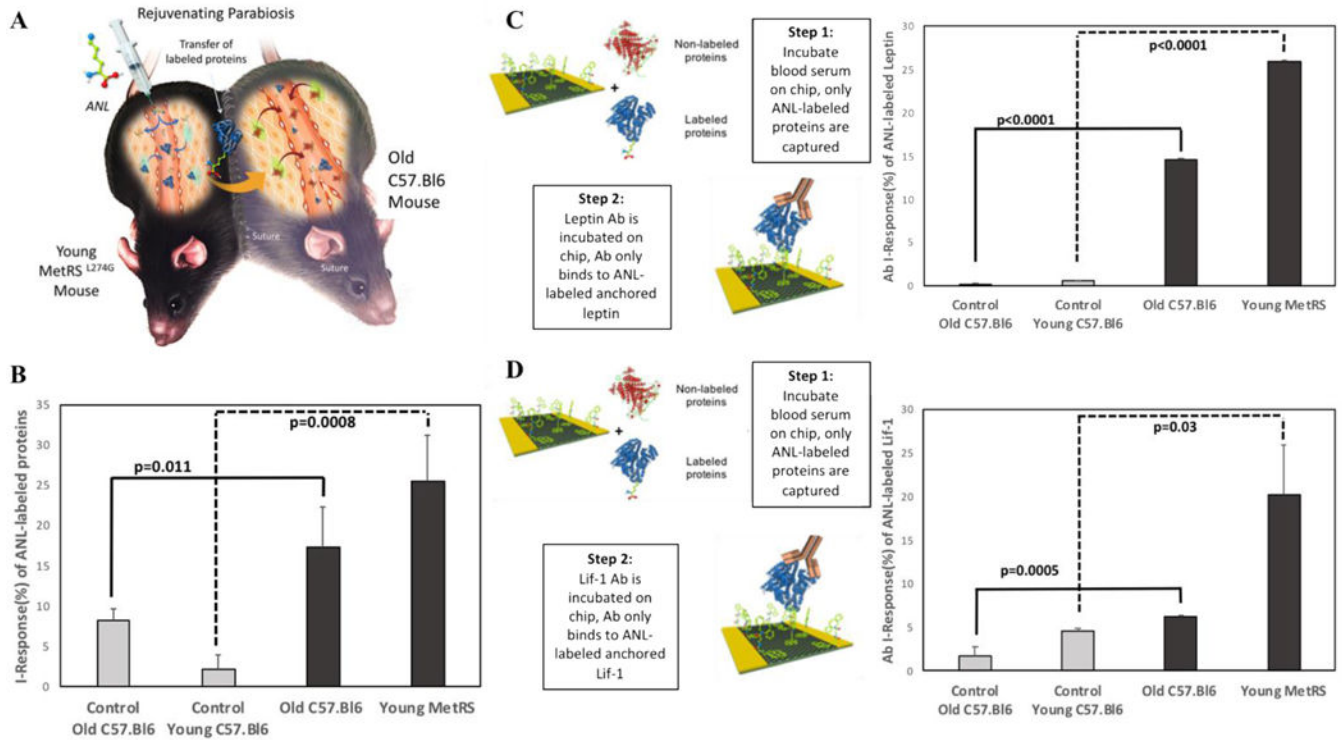 A
Rejuvenating Parabiosis
Transfer of
labeled proteins
ANL
Old
C57.Bl6
Mouse
Suture
Suture
Young
MetRS L274G
Mouse
B
I-Response(%) of ANL-labeled proteins
35
30
25
20
15
10
5
0
p=0.011
p=0.0008
Control
Old C57.Bl6
Control
Young C57.Bl6
Old C57.Bl6
Young MetRS
C
Non-labeled
proteins
+
Labeled
proteins
Step 1:
Incubate
blood serum
on chip, only
ANL-labeled
proteins are
captured
Step 2:
Leptin Ab is
incubated on
chip, Ab only
binds to ANL-
labeled anchored
leptin
Ab I-Response(%) of ANL-labeled Leptin
30
25
20
15
10
5
0
p<0.0001
p<0.0001
Control
Old C57.Bl6
Control
Young C57.Bl6
Old C57.Bl6
Young MetRS
D
Non-labeled
proteins
+
Labeled
proteins
Step 1:
Incubate
blood serum
on chip, only
ANL-labeled
proteins are
captured
Step 2:
Lif-1 Ab is
incubated on
chip, Ab only
binds to ANL-
labeled anchored
Lif-1
Ab I-Response(%) of ANL-labeled Lif-1
30
25
20
15
10
5
0
p=0.0005
p=0.03
Control
Old C57.Bl6
Control
Young C57.Bl6
Old C57.Bl6
Young MetRS